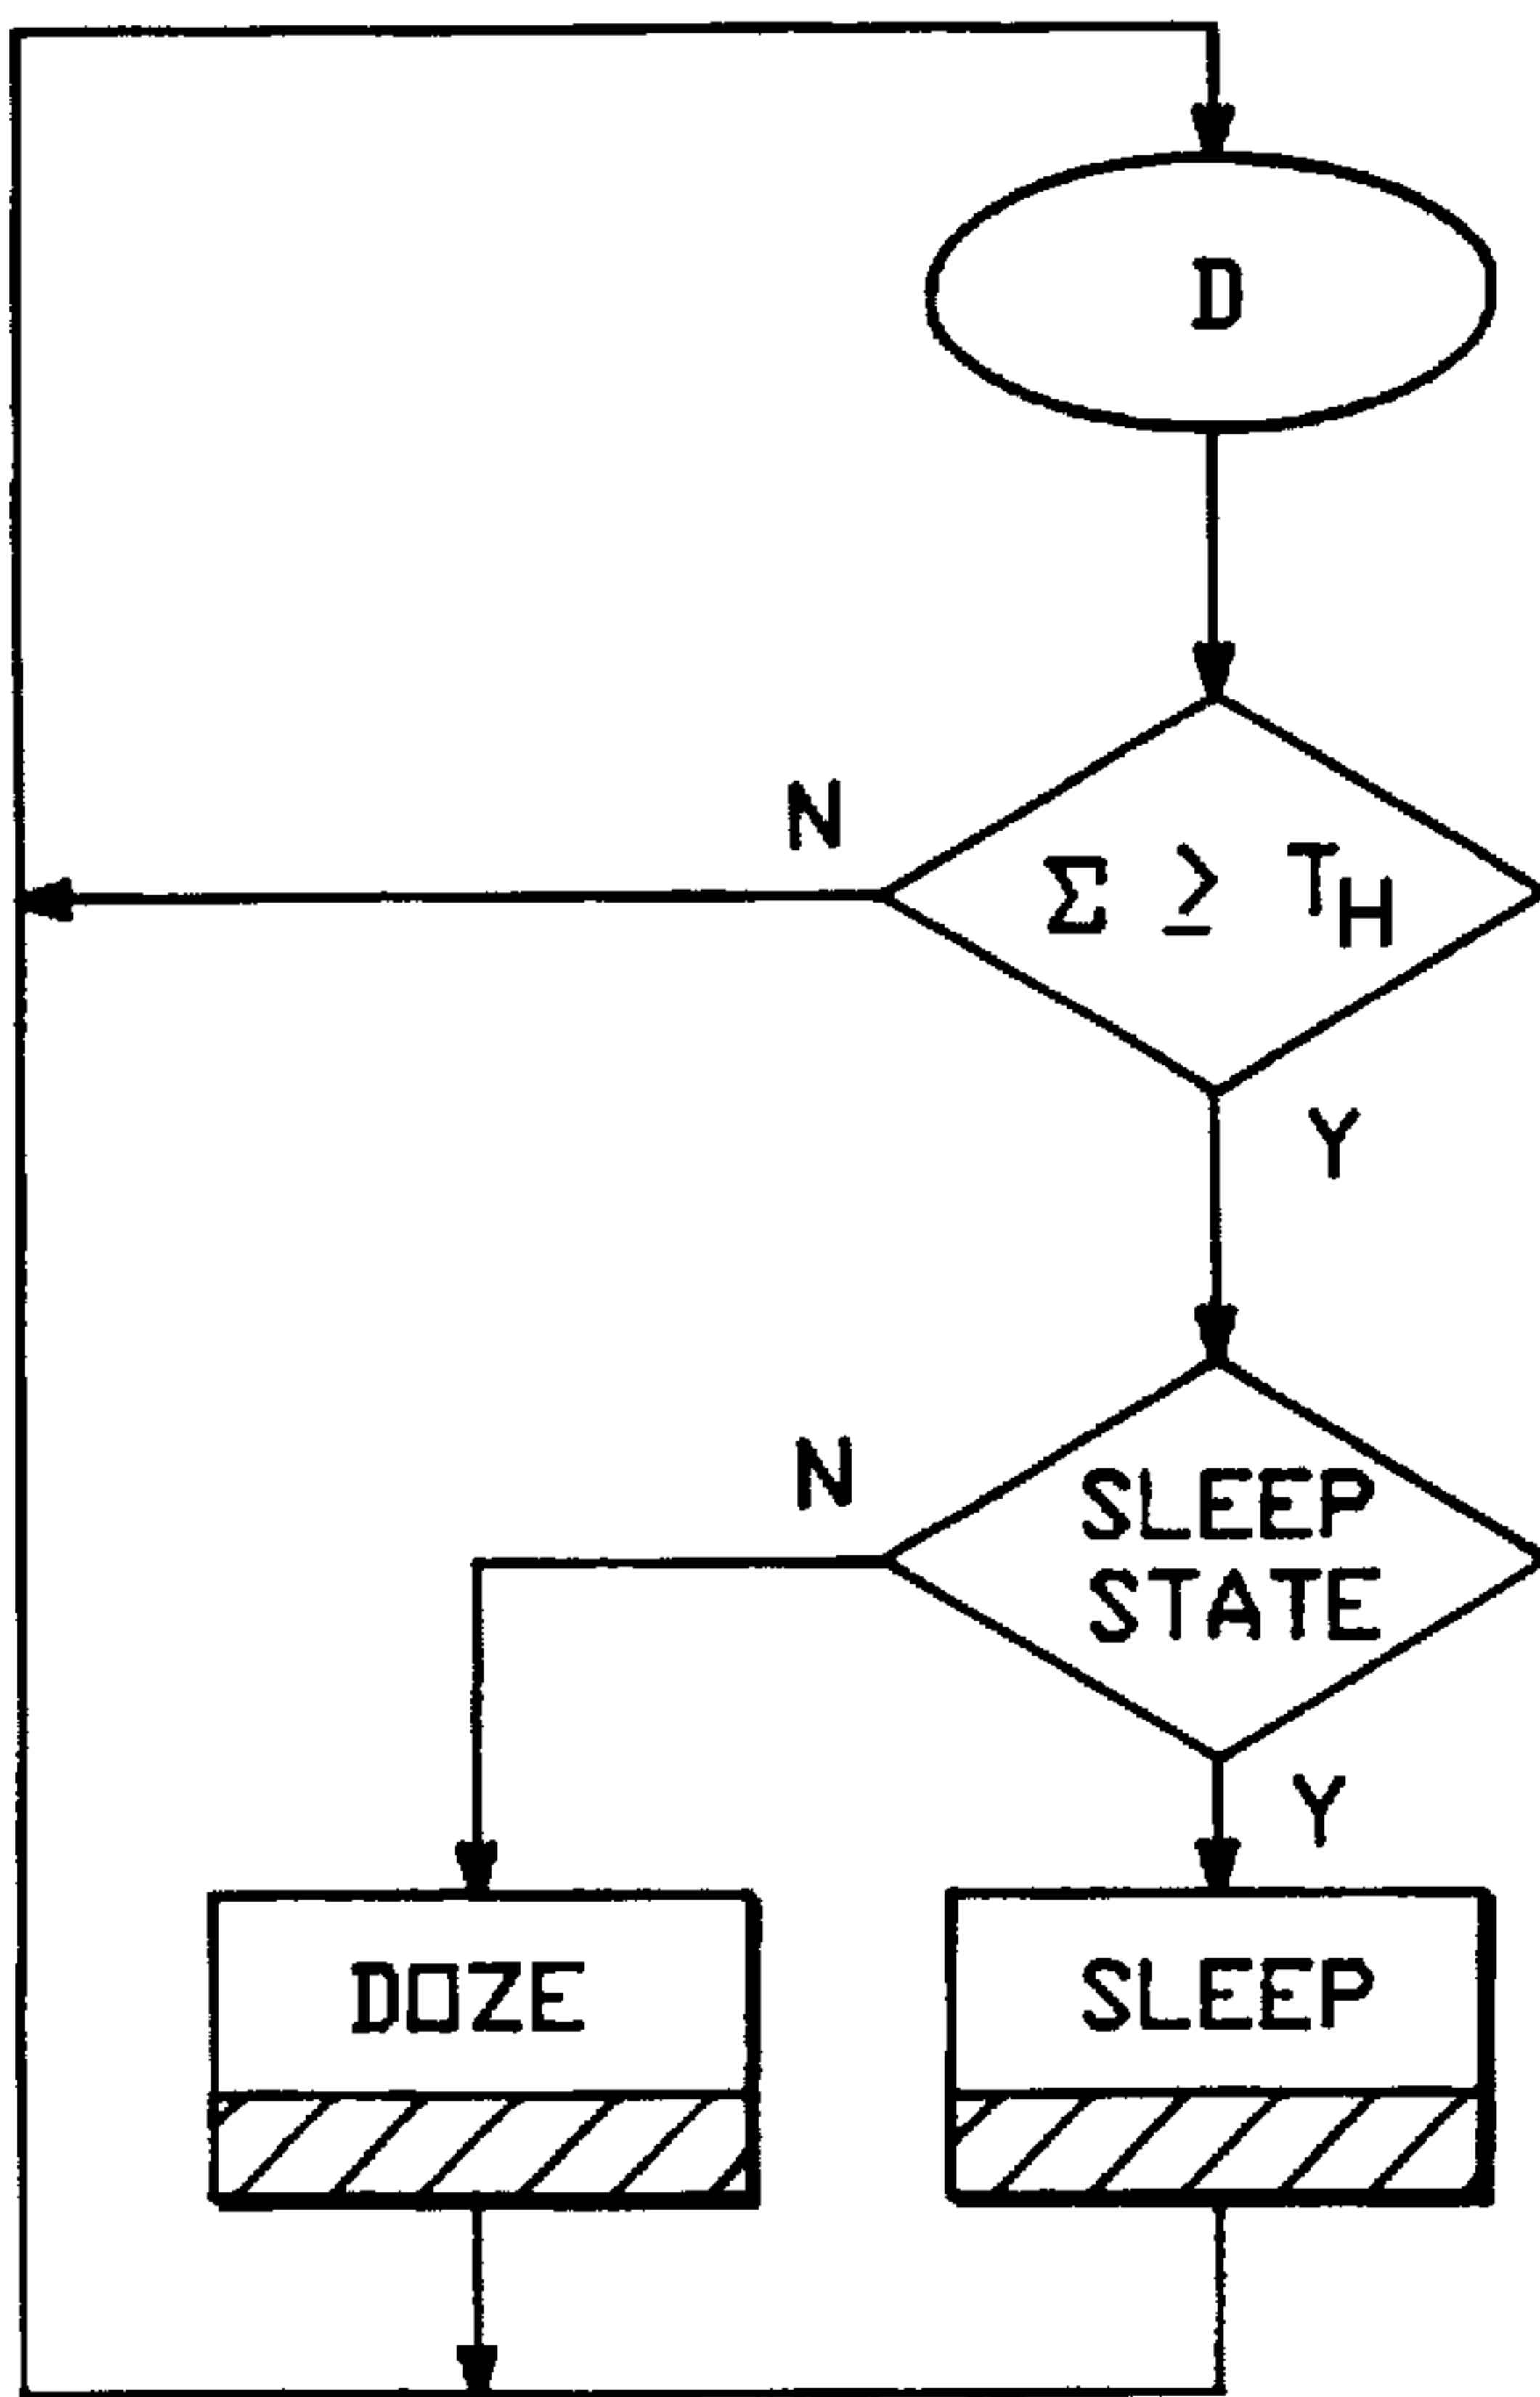 D
N
Σ ≥ TH
Y
N
SLEEP
STATE
Y
DOZE
SLEEP